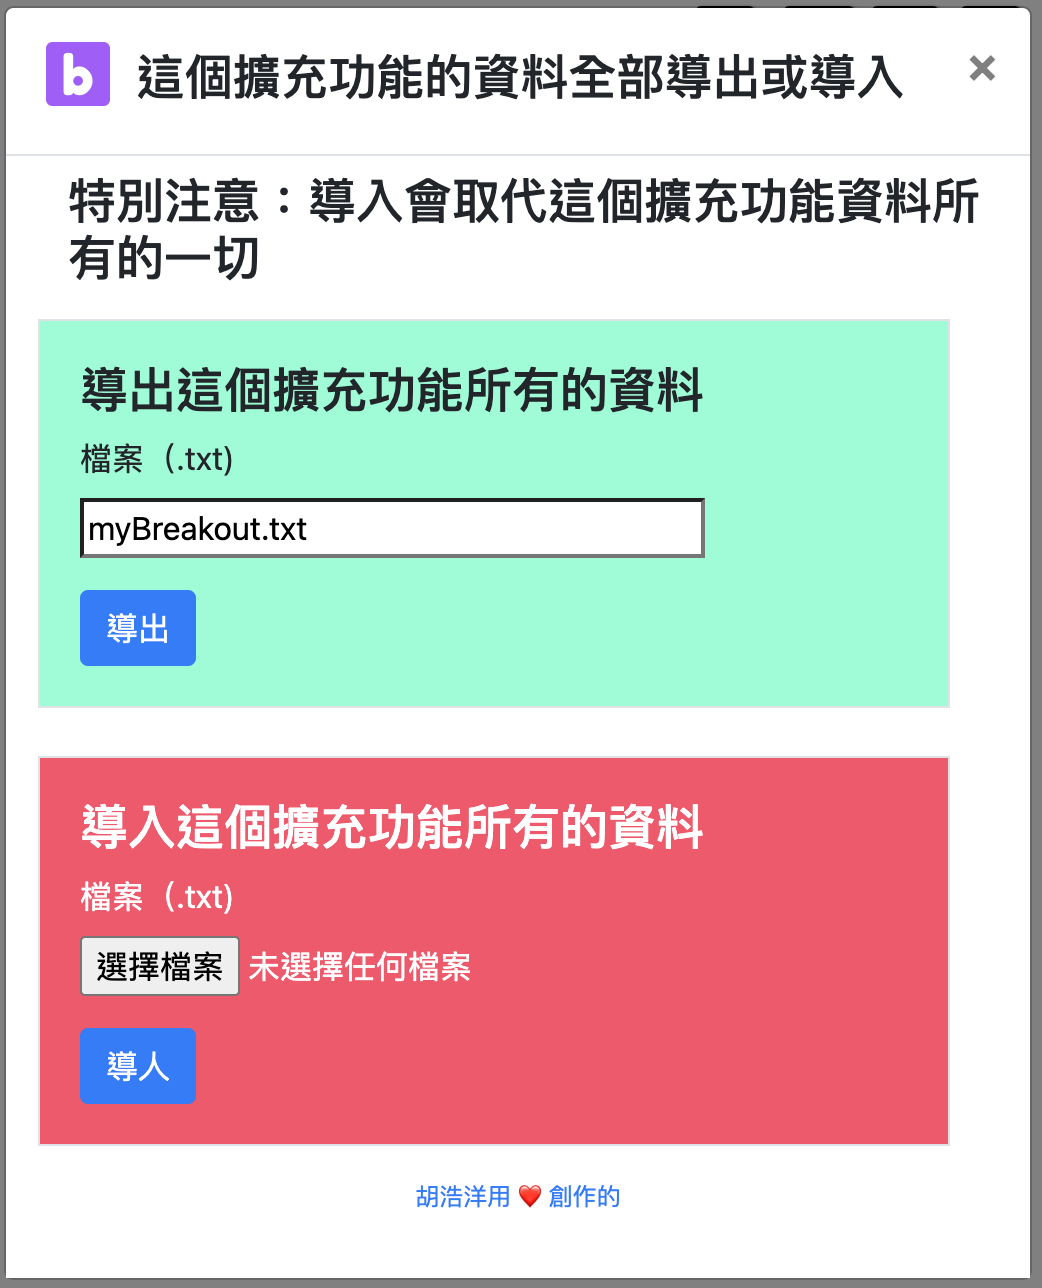 b
這個擴充功能的資料全部導出或導入
×
特別注意：導入會取代這個擴充功能資料所
有的一切
導出這個擴充功能所有的資料
檔案（.txt)
myBreakout.txt
導出
導入這個擴充功能所有的資料
檔案（.txt)
選擇檔案 未選擇任何檔案
導人
胡浩洋用 ❤️ 創作的